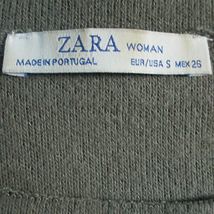 ZARA WOMAN
MADE IN PORTUGAL EUR/USA S MEX 26